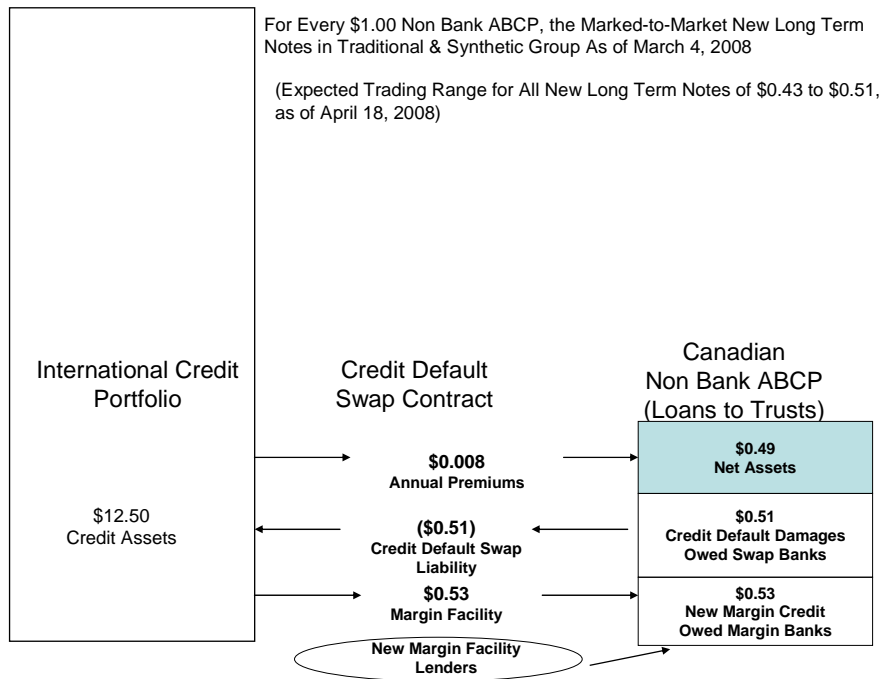 For Every $1.00 Non Bank ABCP, the Marked-to-Market New Long Term
Notes in Traditional & Synthetic Group As of March 4, 2008
(Expected Trading Range for All New Long Term Notes of $0.43 to $0.51,
as of April 18, 2008)
International Credit
Portfolio
$12.50
Credit Assets
Credit Default
Swap Contract
$0.008
Annual Premiums
($0.51)
Credit Default Swap
Liability
$0.53
Margin Facility
New Margin Facility
Lenders
Canadian
Non Bank ABCP
(Loans to Trusts)
$0.49
Net Assets
$0.51
Credit Default Damages
Owed Swap Banks
$0.53
New Margin Credit
Owed Margin Banks